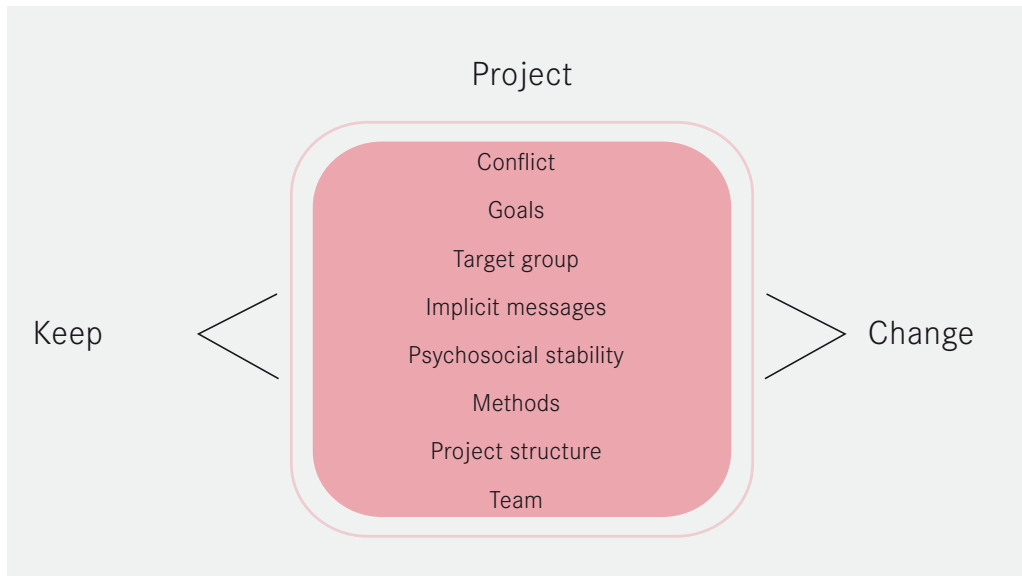 Project
Conflict
Goals
Target group
Implicit messages
Psychosocial stability
Methods
Project structure
Team
Keep
Change